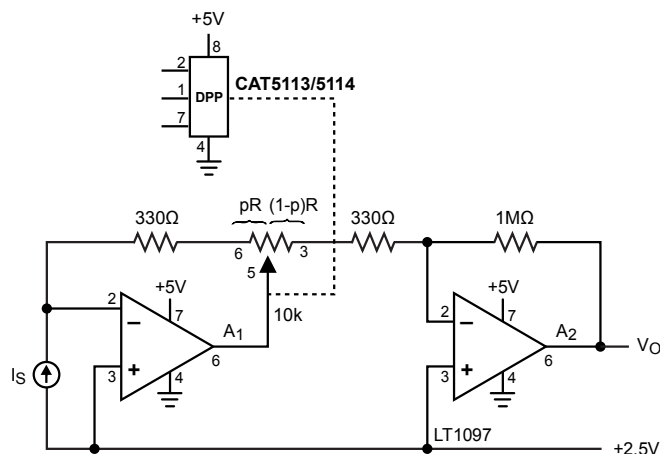 +5V
8
2
CAT5113/5114
1
DPP
7
4
pR (1-p)R
330Ω
330Ω
1MΩ
6
3
5
+5V
+5V
10k
2
7
A1
2
7
A2
–
–
VO
6
6
IS
3
+
4
3
+
4
LT1097
+2.5V